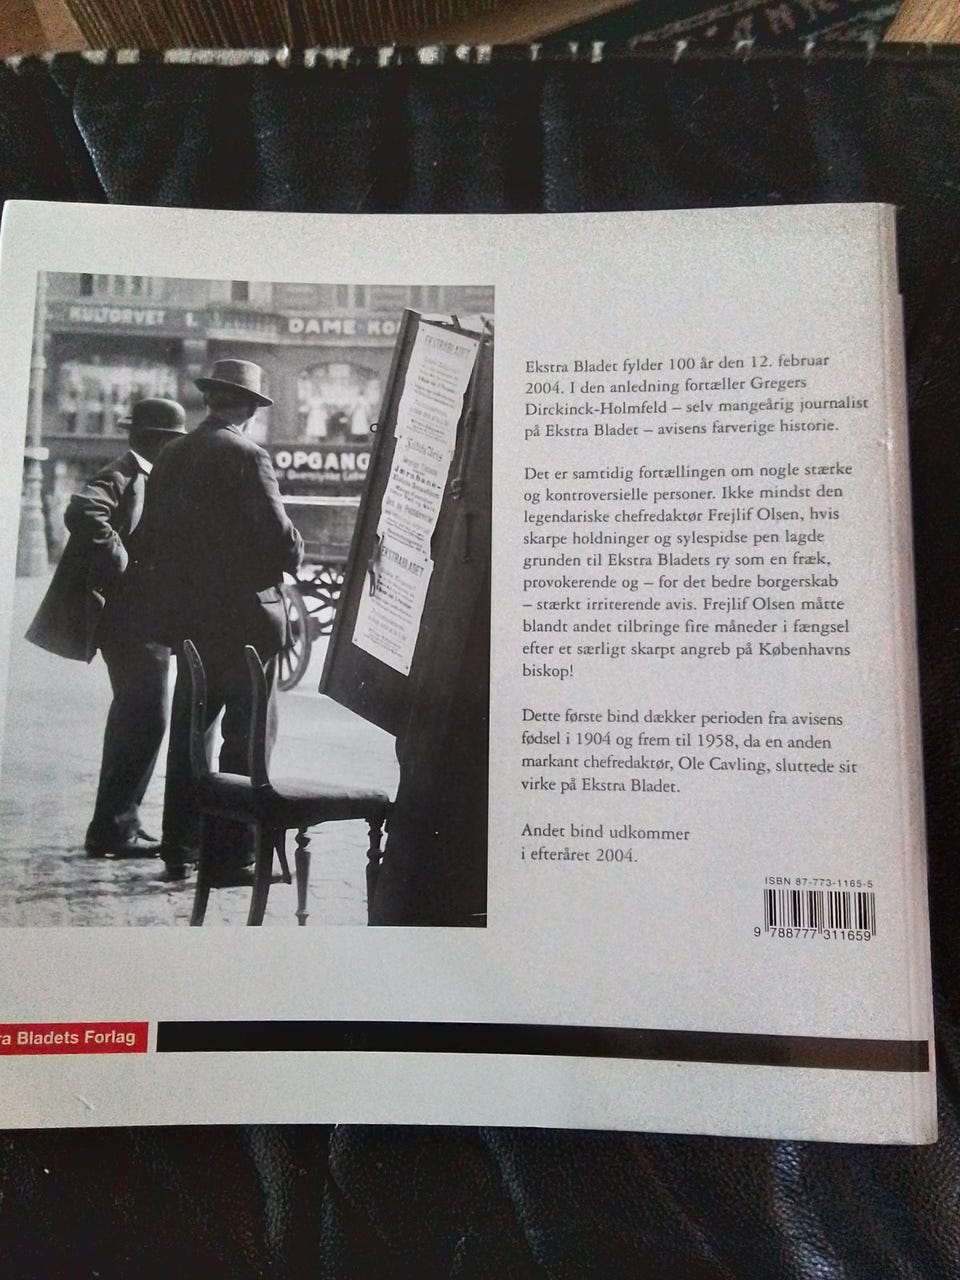 KULTORVET 1.
DAME KO
OPGANG
EKSTRABLADET
Jernbane-
EKSTRABLADET
Ekstra Bladet fylder 100 år den 12. februar
2004. I den anledning fortæller Gregers
Dirckinck-Holmfeld – selv mangeårig journalist
på Ekstra Bladet – avisens farverige historie.
Det er samtidig fortællingen om nogle stærke
og kontroversielle personer. Ikke mindst den
legendariske chefredaktør Frejlif Olsen, hvis
skarpe holdninger og sylespidse pen lagde
grunden til Ekstra Bladets ry som en fræk,
provokerende og – for det bedre borgerskab
– stærkt irriterende avis. Frejlif Olsen måtte
blandt andet tilbringe fire måneder i fængsel
efter et særligt skarpt angreb på Københavns
biskop!
Dette første bind dækker perioden fra avisens
fødsel i 1904 og frem til 1958, da en anden
markant chefredaktør, Ole Cavling, sluttede sit
virke på Ekstra Bladet.
Andet bind udkommer
i efteråret 2004.
ISBN 87-773-1165-5
9 788777 311659
ra Bladets Forlag